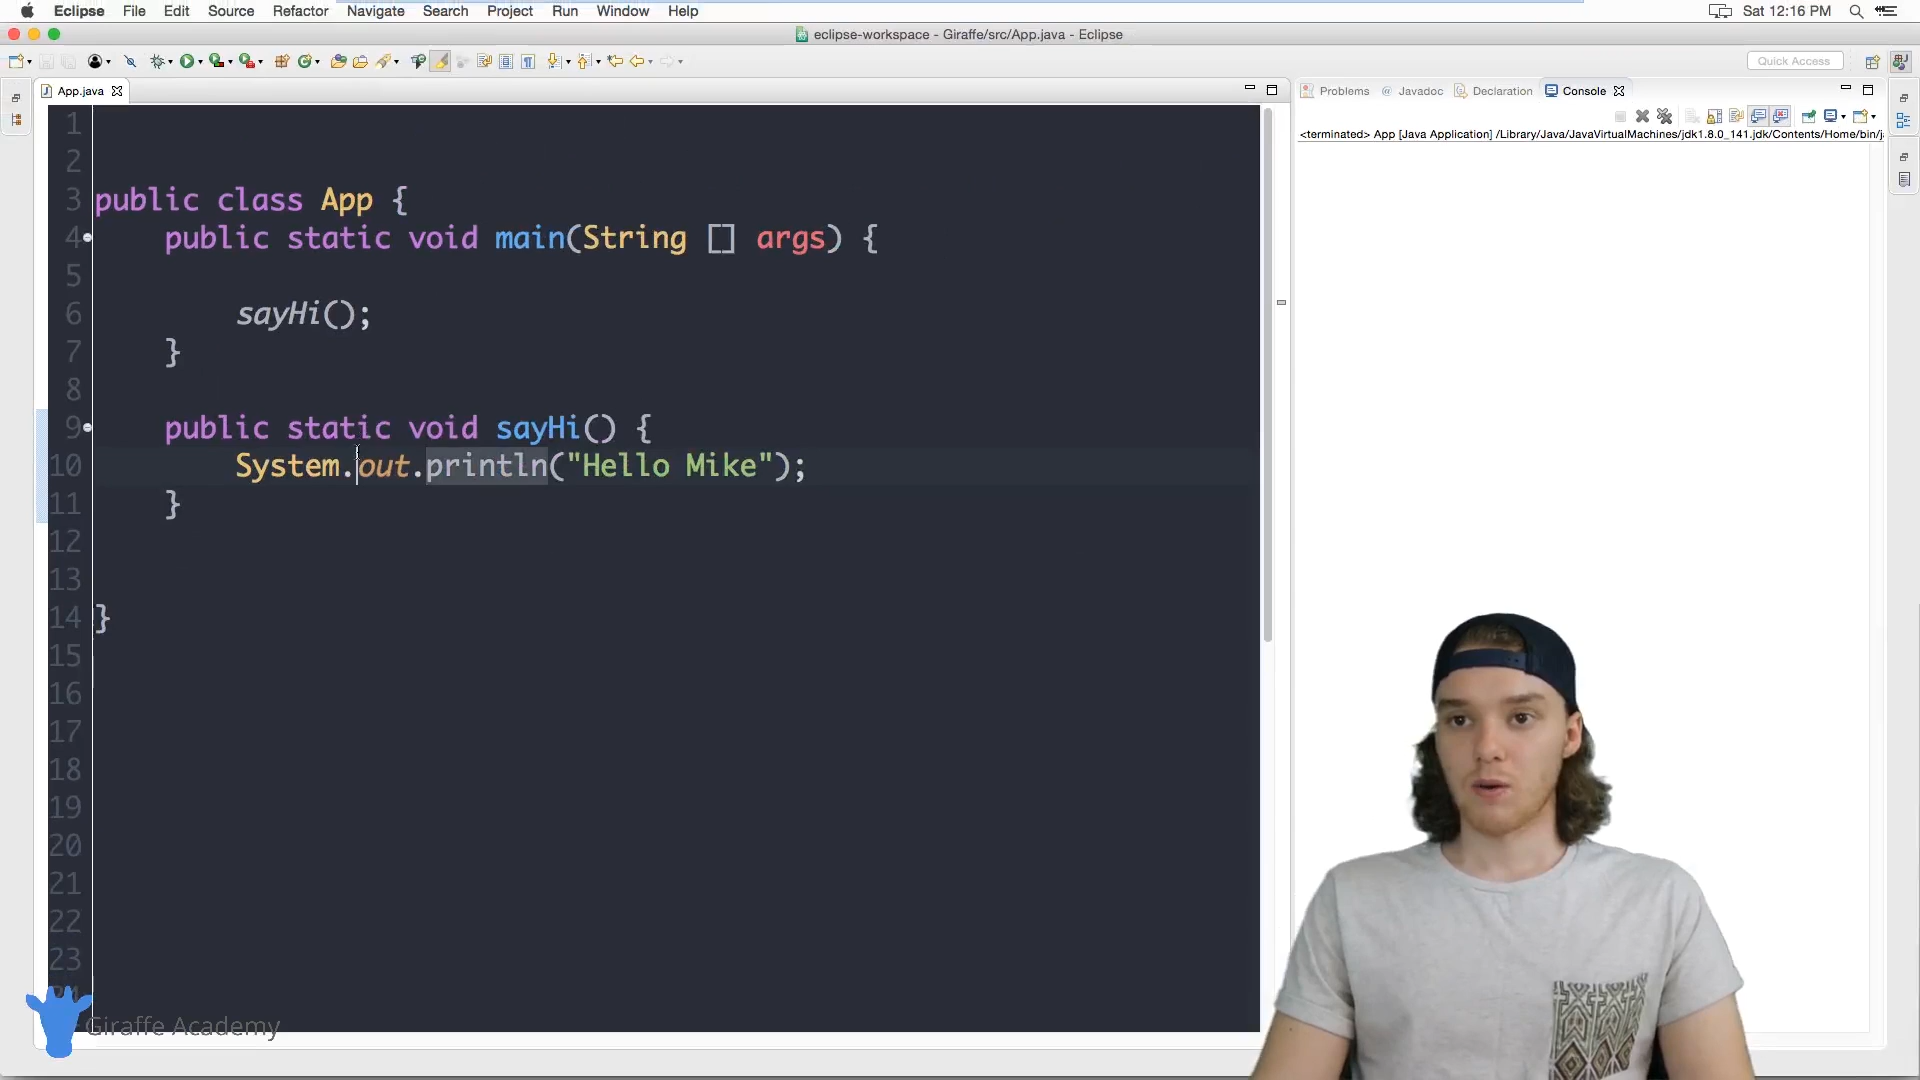 Eclipse File Edit Source Refactor Navigate Search Project Run Window Help Sat 12:16 PM
eclipse-workspace - Giraffe/src/App.java - Eclipse
Quick Access
App.java Problems Javadoc Declaration Console
<terminated> App [Java Application] /Library/Java/JavaVirtualMachines/jdk1.8.0_141.jdk/Contents/Home/bin/j
1
2
3 public class App {
4 public static void main(String [] args) {
5
6 sayHi();
7 }
8
9 public static void sayHi() {
10 System.out.println("Hello Mike");
11 }
12
13
14 }
15
16
17
18
19
20
21
22
23
Giraffe Academy